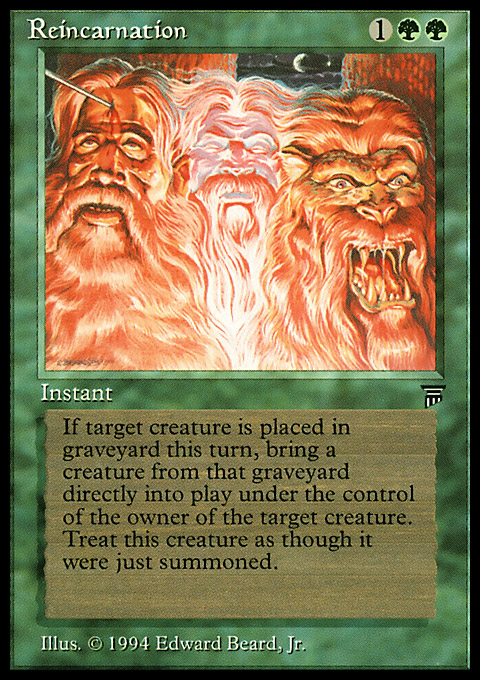 Reincarnation 1
Instant
If target creature is placed in
graveyard this turn, bring a
creature from that graveyard
directly into play under the control
of the owner of the target creature.
Treat this creature as though it
were just summoned.
Illus. © 1994 Edward Beard, Jr.